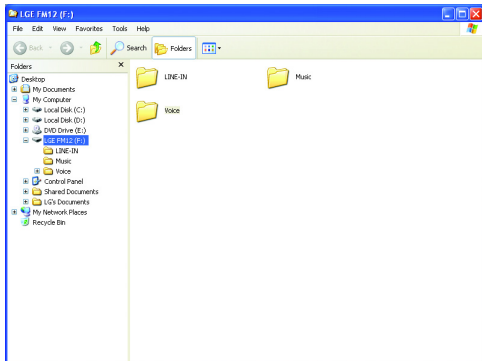 LGE FM12 (F:)
File Edit View Favorites Tools Help
Back Search Folders
Folders
Desktop
My Documents
My Computer
Local Disk (C:)
Local Disk (D:)
DVD Drive (E:)
LGE FM12 (F:)
LINE-IN
Music
Voice
Control Panel
Shared Documents
LG's Documents
My Network Places
Recycle Bin
LINE-IN Music
Voice